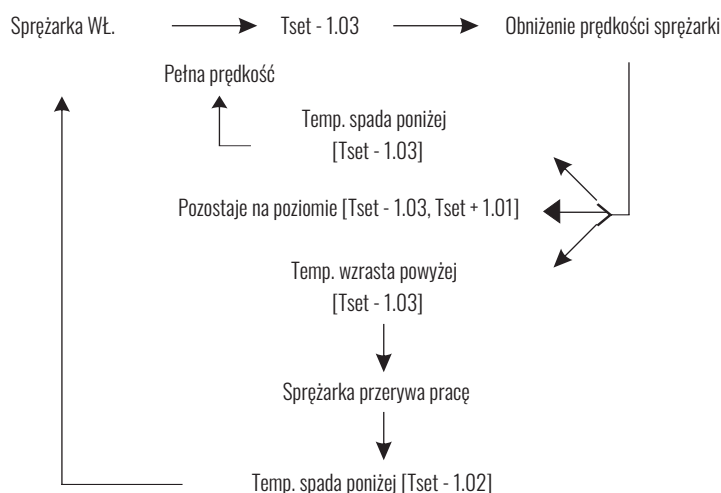 Sprężarka WŁ.
Tset - 1.03
Obniżenie prędkości sprężarki
Pełna prędkość
Temp. spada poniżej
[Tset - 1.03]
Pozostaje na poziomie [Tset - 1.03, Tset + 1.01]
Temp. wzrasta powyżej
[Tset - 1.03]
Sprężarka przerywa pracę
Temp. spada poniżej [Tset - 1.02]